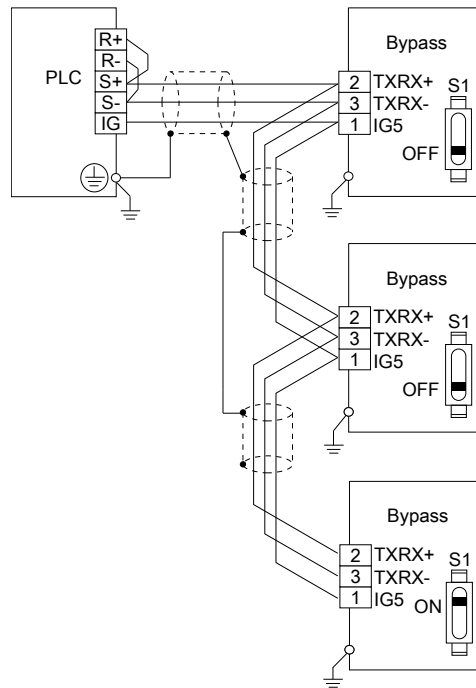 PLC
R+
R-
S+
S-
IG
Bypass
2 TXRX+
3 TXRX-
1 IG5
S1
OFF
Bypass
2 TXRX+
3 TXRX-
1 IG5
S1
OFF
Bypass
2 TXRX+
3 TXRX-
1 IG5
S1
ON